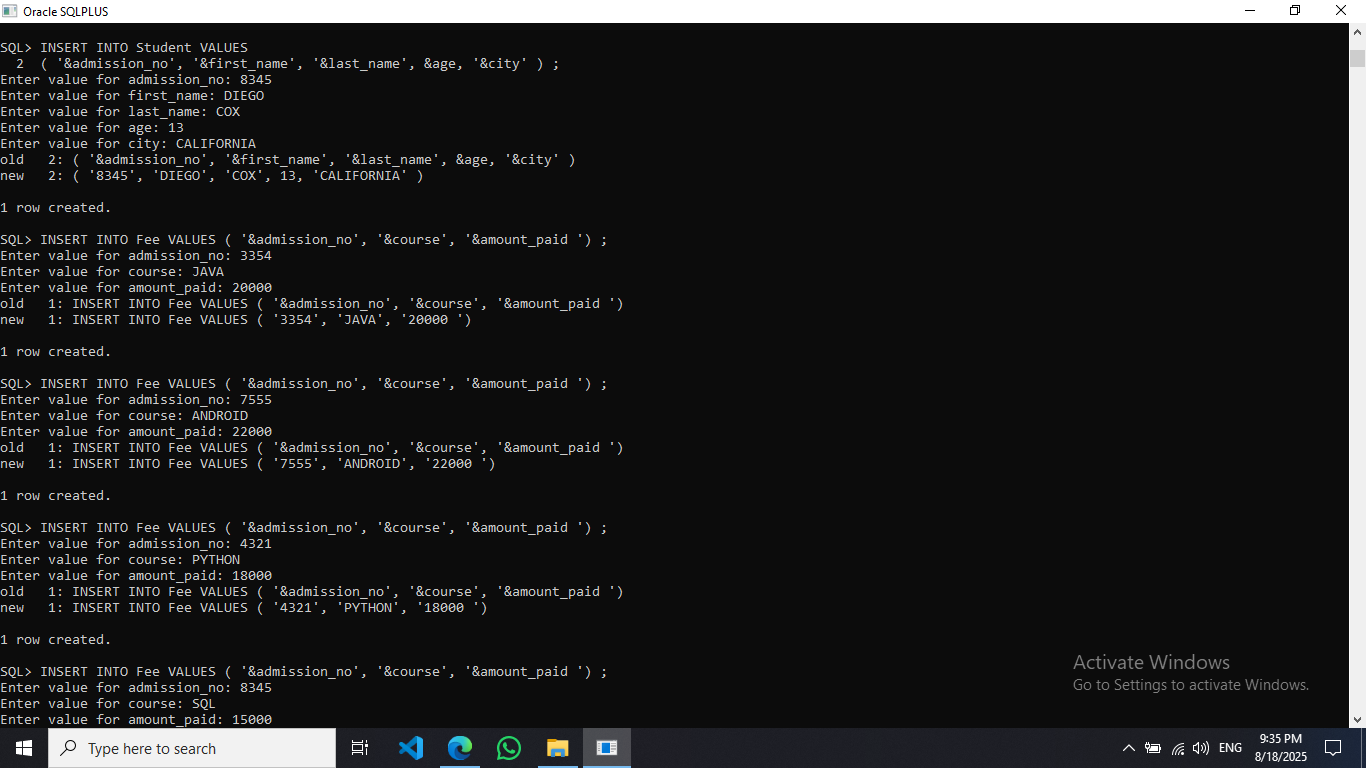 Oracle SQLPLUS
SQL> INSERT INTO Student VALUES
  2  ( '&admission_no', '&first_name', '&last_name', &age, '&city' ) ;
Enter value for admission_no: 8345
Enter value for first_name: DIEGO
Enter value for last_name: COX
Enter value for age: 13
Enter value for city: CALIFORNIA
old   2: ( '&admission_no', '&first_name', '&last_name', &age, '&city' )
new   2: ( '8345', 'DIEGO', 'COX', 13, 'CALIFORNIA' )
1 row created.
SQL> INSERT INTO Fee VALUES ( '&admission_no', '&course', '&amount_paid ') ;
Enter value for admission_no: 3354
Enter value for course: JAVA
Enter value for amount_paid: 20000
old   1: INSERT INTO Fee VALUES ( '&admission_no', '&course', '&amount_paid ')
new   1: INSERT INTO Fee VALUES ( '3354', 'JAVA', '20000 ')
1 row created.
SQL> INSERT INTO Fee VALUES ( '&admission_no', '&course', '&amount_paid ') ;
Enter value for admission_no: 7555
Enter value for course: ANDROID
Enter value for amount_paid: 22000
old   1: INSERT INTO Fee VALUES ( '&admission_no', '&course', '&amount_paid ')
new   1: INSERT INTO Fee VALUES ( '7555', 'ANDROID', '22000 ')
1 row created.
SQL> INSERT INTO Fee VALUES ( '&admission_no', '&course', '&amount_paid ') ;
Enter value for admission_no: 4321
Enter value for course: PYTHON
Enter value for amount_paid: 18000
old   1: INSERT INTO Fee VALUES ( '&admission_no', '&course', '&amount_paid ')
new   1: INSERT INTO Fee VALUES ( '4321', 'PYTHON', '18000 ')
1 row created.
SQL> INSERT INTO Fee VALUES ( '&admission_no', '&course', '&amount_paid ') ;
Enter value for admission_no: 8345
Enter value for course: SQL
Enter value for amount_paid: 15000
Activate Windows
Go to Settings to activate Windows.
Type here to search
ENG
9:35 PM
8/18/2025